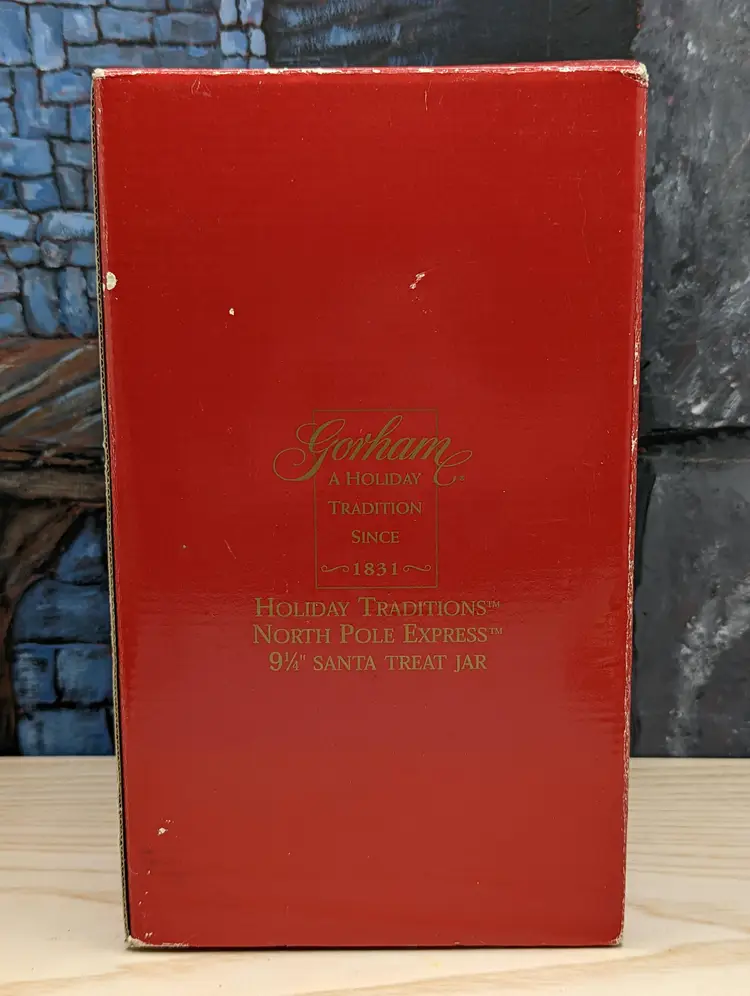 Gorham®
A HOLIDAY
TRADITION
SINCE
1831
HOLIDAY TRADITIONS™
NORTH POLE EXPRESS™
9¼" SANTA TREAT JAR